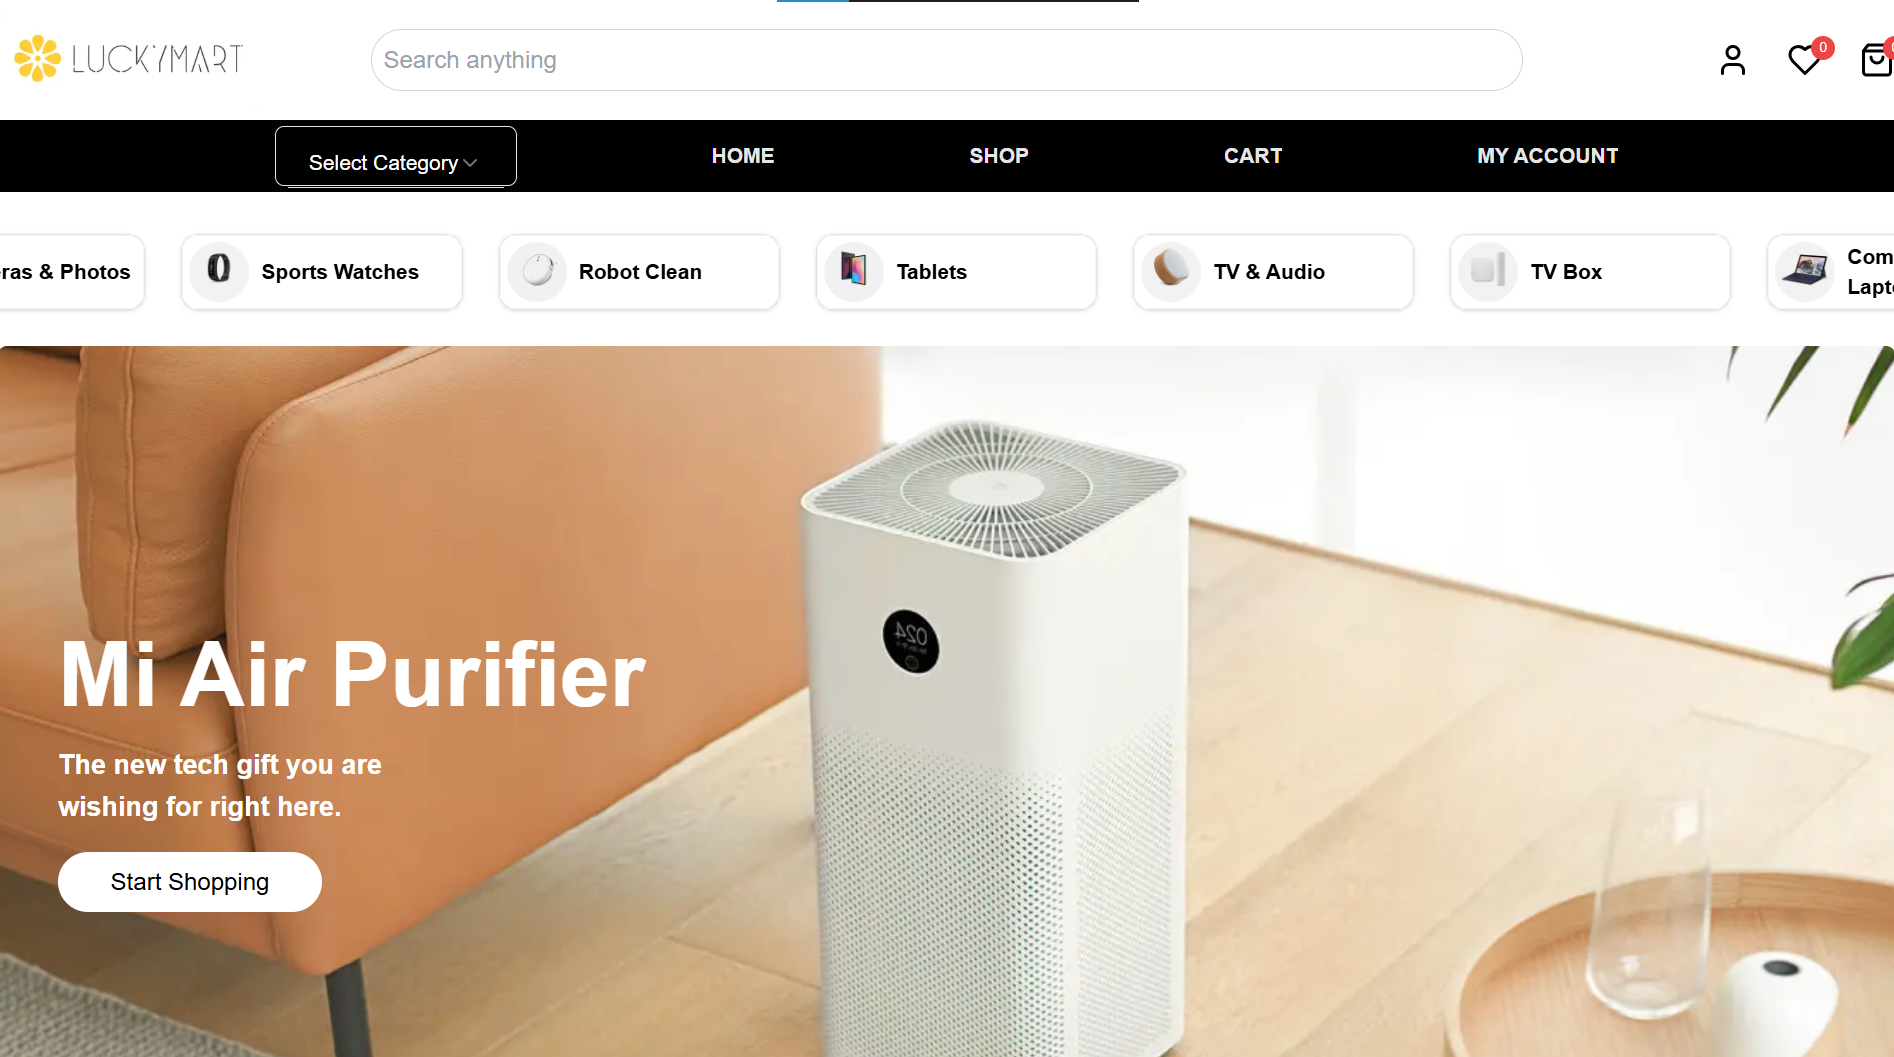 LUCKYMART
Search anything
0
Select Category
HOME
SHOP
CART
MY ACCOUNT
ras & Photos
Sports Watches
Robot Clean
Tablets
TV & Audio
TV Box
Com
Lapt
Mi Air Purifier
The new tech gift you are
wishing for right here.
Start Shopping
024